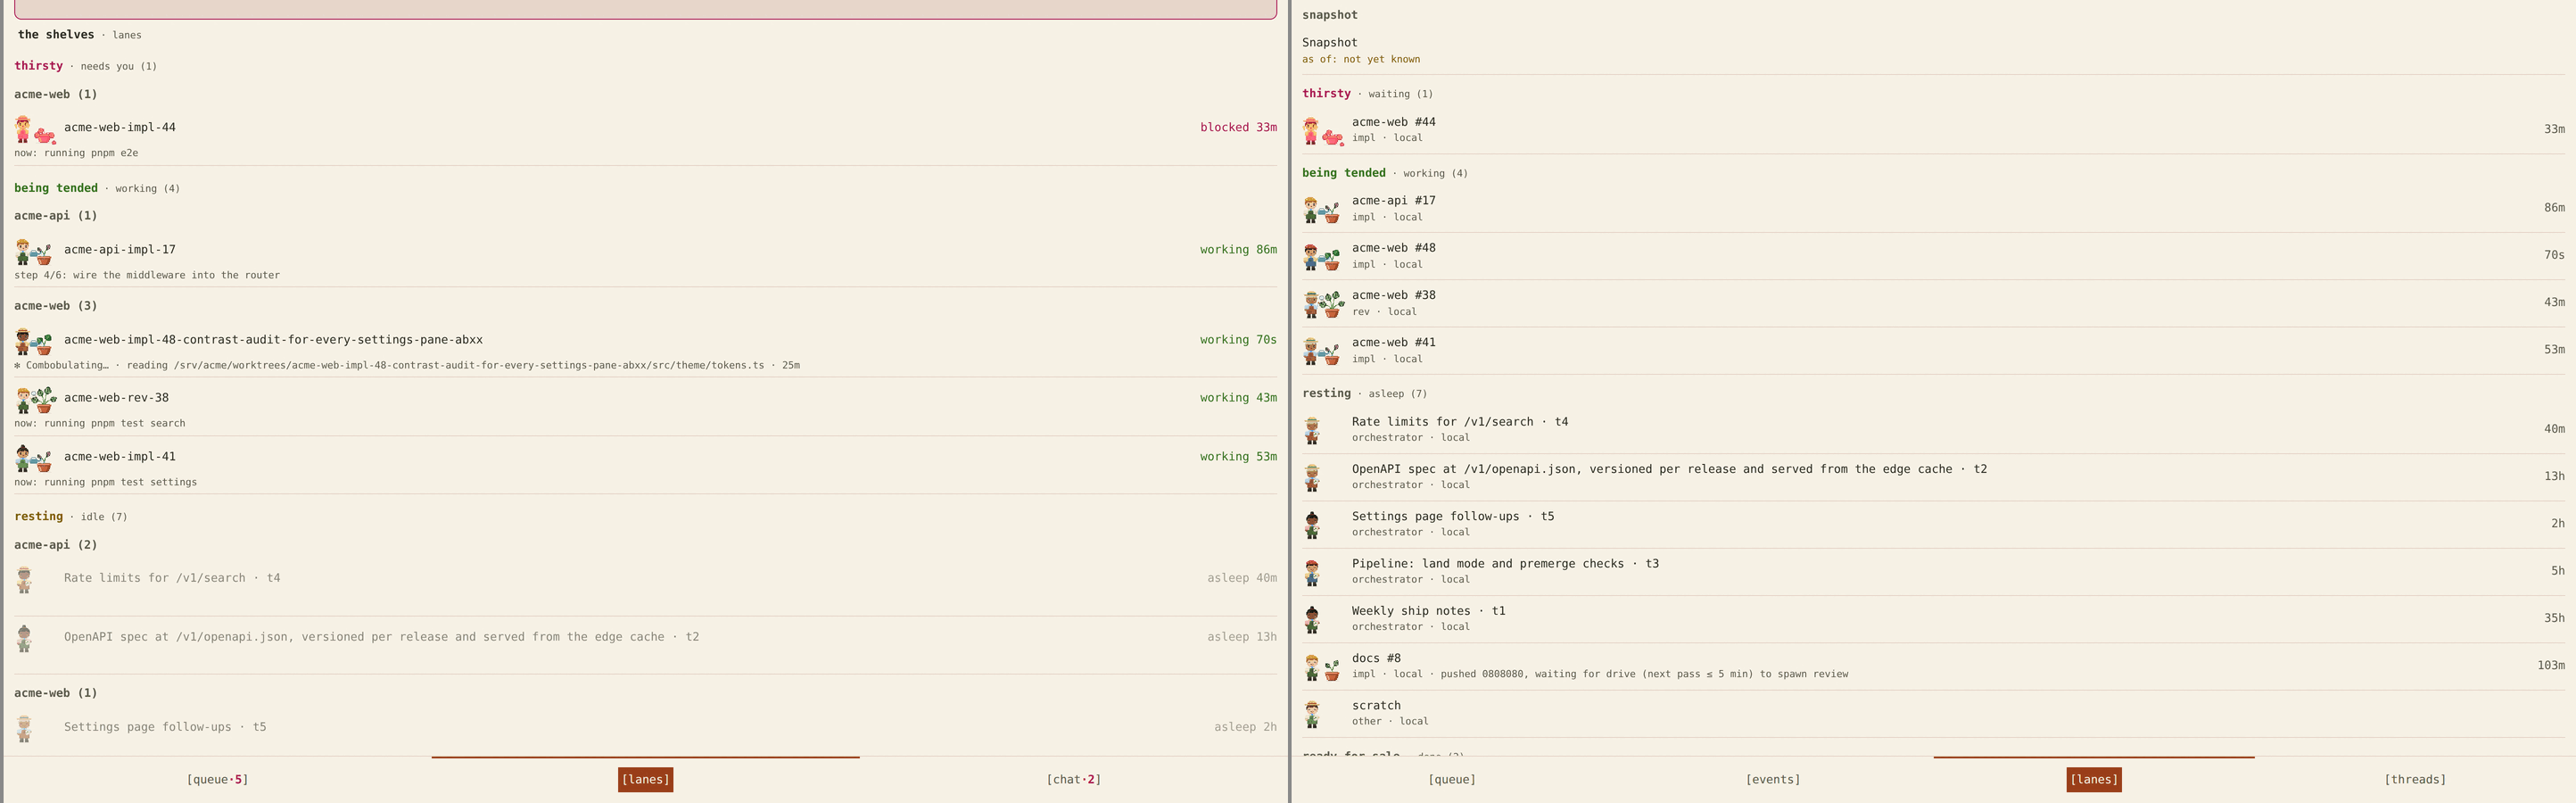 the shelves · lanes
thirsty · needs you (1)
acme-web (1)
acme-web-impl-44
blocked 33m
now: running pnpm e2e
being tended · working (4)
acme-api (1)
acme-api-impl-17
working 86m
step 4/6: wire the middleware into the router
acme-web (3)
acme-web-impl-48-contrast-audit-for-every-settings-pane-abxx
working 70s
✻ Combobulating… · reading /srv/acme/worktrees/acme-web-impl-48-contrast-audit-for-every-settings-pane-abxx/src/theme/tokens.ts · 25m
acme-web-rev-38
working 43m
now: running pnpm test search
acme-web-impl-41
working 53m
now: running pnpm test settings
resting · idle (7)
acme-api (2)
Rate limits for /v1/search · t4
asleep 40m
OpenAPI spec at /v1/openapi.json, versioned per release and served from the edge cache · t2
asleep 13h
acme-web (1)
Settings page follow-ups · t5
asleep 2h
[queue·5]
[lanes]
[chat·2]
snapshot
Snapshot
as of: not yet known
thirsty · waiting (1)
acme-web #44
impl · local
33m
being tended · working (4)
acme-api #17
impl · local
86m
acme-web #48
impl · local
70s
acme-web #38
rev · local
43m
acme-web #41
impl · local
53m
resting · asleep (7)
Rate limits for /v1/search · t4
orchestrator · local
40m
OpenAPI spec at /v1/openapi.json, versioned per release and served from the edge cache · t2
orchestrator · local
13h
Settings page follow-ups · t5
orchestrator · local
2h
Pipeline: land mode and premerge checks · t3
orchestrator · local
5h
Weekly ship notes · t1
orchestrator · local
35h
docs #8
impl · local · pushed 0808080, waiting for drive (next pass ≤ 5 min) to spawn review
103m
scratch
other · local
ready for sale · done (2)
[queue]
[events]
[lanes]
[threads]